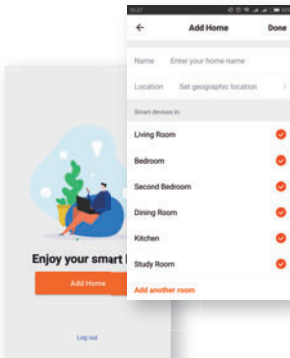 Add Home
Done
Name
Enter your home name
Location
Set geographic location
Smart devices in:
Living Room
Bedroom
Second Bedroom
Dining Room
Kitchen
Study Room
Add another room
Enjoy your smart
Add Home
Log out